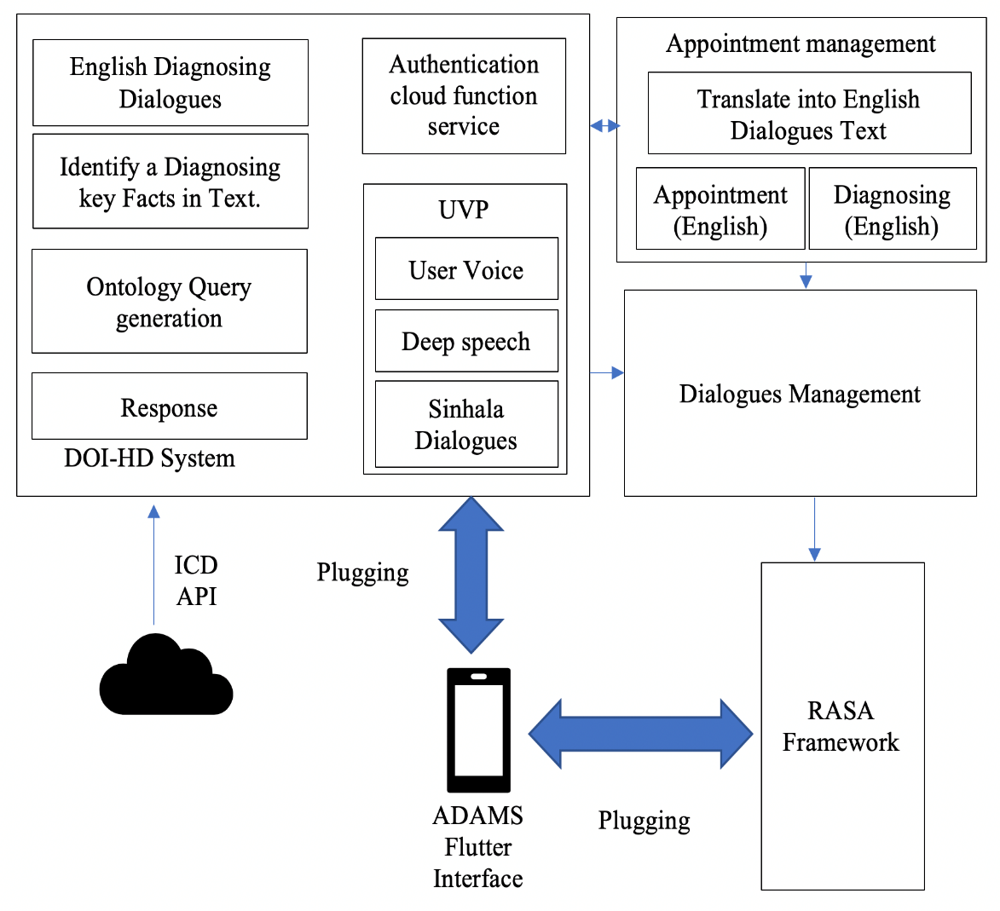 English Diagnosing
Dialogues
Identify a Diagnosing
key Facts in Text.
Ontology Query
generation
Response
DOI-HD System
Authentication
cloud function
service
UVP
User Voice
Deep speech
Sinhala
Dialogues
Appointment management
Translate into English
Dialogues Text
Appointment
(English)
Diagnosing
(English)
Dialogues Management
ICD
API
Plugging
ADAMS
Flutter
Interface
Plugging
RASA
Framework